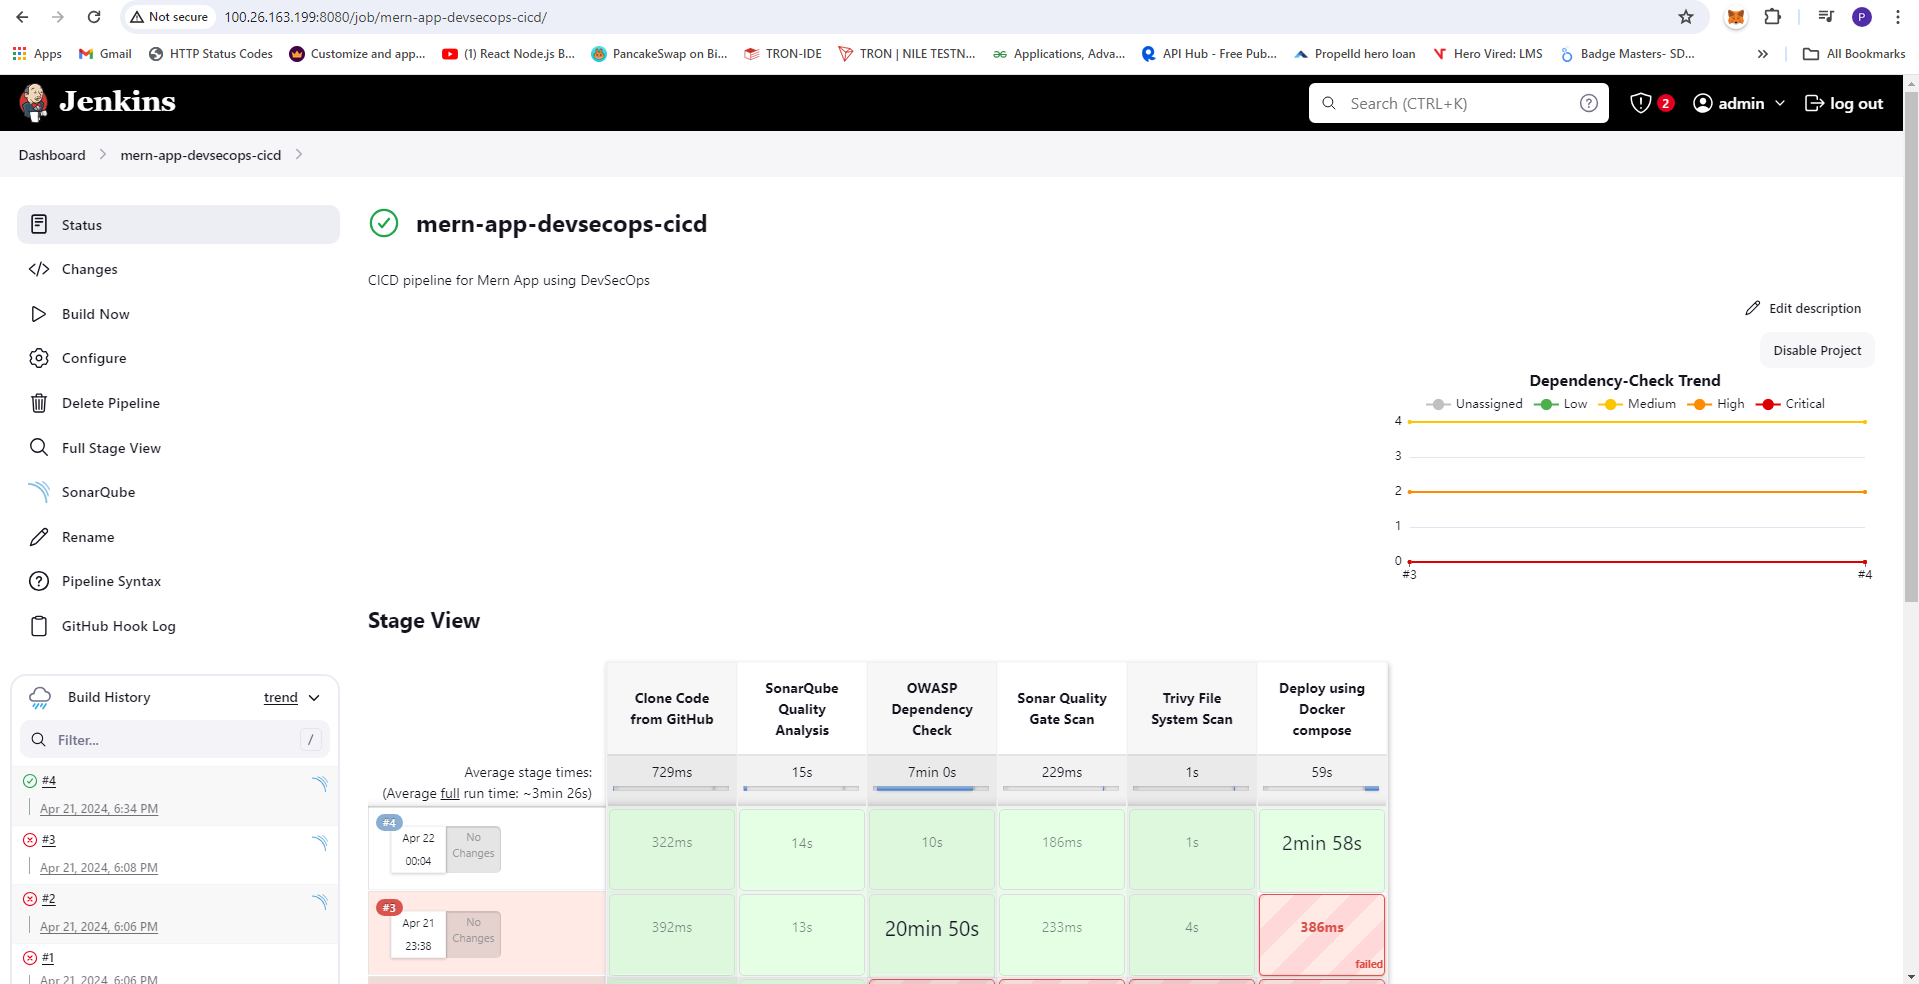 Not secure
100.26.163.199:8080/job/mern-app-devsecops-cicd/
P
Apps
Gmail
HTTP Status Codes
Customize and app...
(1) React Node.js B...
PancakeSwap on Bi...
TRON-IDE
TRON | NILE TESTN...
Applications, Adva...
API Hub - Free Pub...
Propelld hero loan
Hero Vired: LMS
Badge Masters- SD...
All Bookmarks
Jenkins
Search (CTRL+K)
2
admin
log out
Dashboard
mern-app-devsecops-cicd
Status
Changes
Build Now
Configure
Delete Pipeline
Full Stage View
SonarQube
Rename
Pipeline Syntax
GitHub Hook Log
Build History
trend
Filter...
/
#4
Apr 21, 2024, 6:34 PM
#3
Apr 21, 2024, 6:08 PM
#2
Apr 21, 2024, 6:06 PM
#1
Apr 21, 2024, 6:06 PM
mern-app-devsecops-cicd
CICD pipeline for Mern App using DevSecOps
Edit description
Disable Project
Dependency-Check Trend
Unassigned Low Medium High Critical
4
3
2
1
0
#3 #4
Stage View
Clone Code
from GitHub
SonarQube
Quality
Analysis
OWASP
Dependency
Check
Sonar Quality
Gate Scan
Trivy File
System Scan
Deploy using
Docker
compose
Average stage times:
(Average full run time: ~3min 26s)
729ms 15s 7min 0s 229ms 1s 59s
#4
Apr 22
00:04
No
Changes
322ms 14s 10s 186ms 1s 2min 58s
#3
Apr 21
23:38
No
Changes
392ms 13s 20min 50s 233ms 4s 386ms
failed